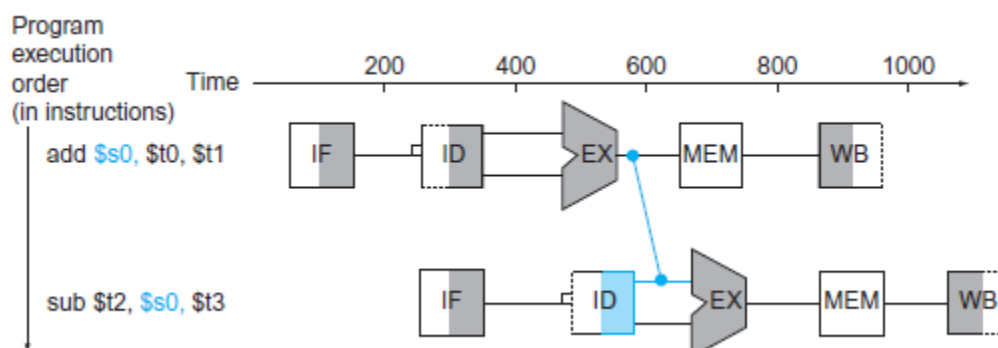 Program
execution
order
(in instructions)
Time
200 400 600 800 1000
add $s0, $t0, $t1
IF ID EX MEM WB
sub $t2, $s0, $t3
IF ID EX MEM WB